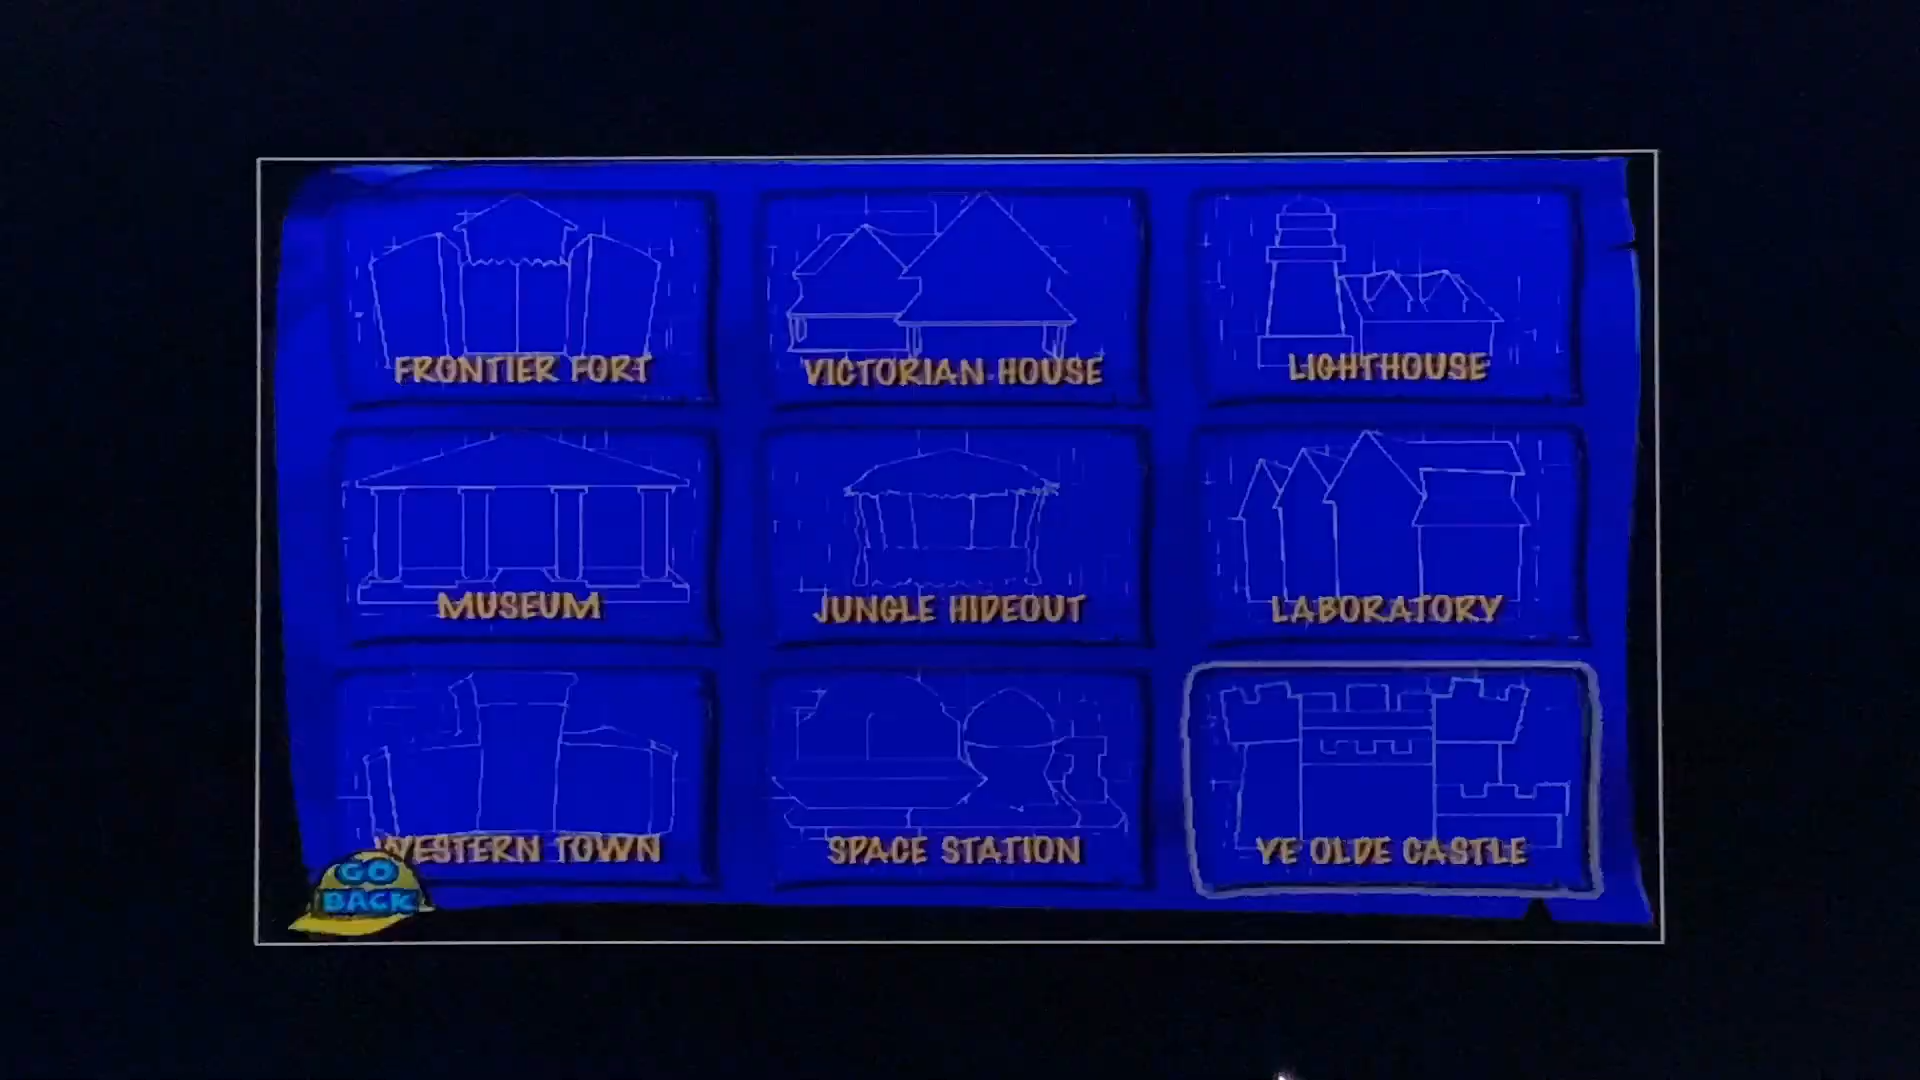 FRONTIER FORT
VICTORIAN HOUSE
LIGHTHOUSE
MUSEUM
JUNGLE HIDEOUT
LABORATORY
WESTERN TOWN
SPACE STATION
YE OLDE CASTLE
GO
BACK